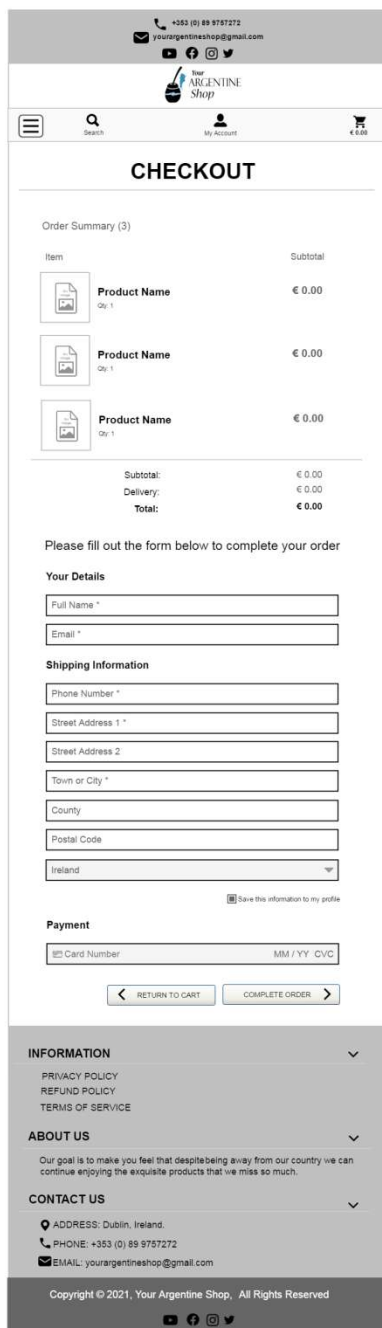 +353 (0) 89 9757272
yourargentineshop@gmail.com
Your
ARGENTINE
Shop
Search
My Account
€ 0.00
CHECKOUT
Order Summary (3)
Item Subtotal
Product Name € 0.00
Qty: 1
Product Name € 0.00
Qty: 1
Product Name € 0.00
Qty: 1
Subtotal: € 0.00
Delivery: € 0.00
Total: € 0.00
Please fill out the form below to complete your order
Your Details
Full Name *
Email *
Shipping Information
Phone Number *
Street Address 1 *
Street Address 2
Town or City *
County
Postal Code
Ireland
Save this information to my profile
Payment
Card Number MM / YY CVC
RETURN TO CART COMPLETE ORDER
INFORMATION
PRIVACY POLICY
REFUND POLICY
TERMS OF SERVICE
ABOUT US
Our goal is to make you feel that despitebeing away from our country we can
continue enjoying the exquisite products that we miss so much.
CONTACT US
ADDRESS: Dublin, Ireland.
PHONE: +353 (0) 89 9757272
EMAIL: yourargentineshop@gmail.com
Copyright © 2021, Your Argentine Shop, All Rights Reserved